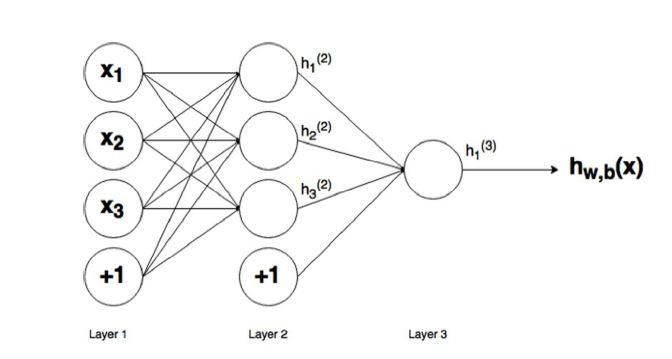 x₁
x₂
x₃
+1
h₁⁽²⁾
h₂⁽²⁾
h₃⁽²⁾
+1
h₁⁽³⁾
h_w,b(x)
Layer 1
Layer 2
Layer 3